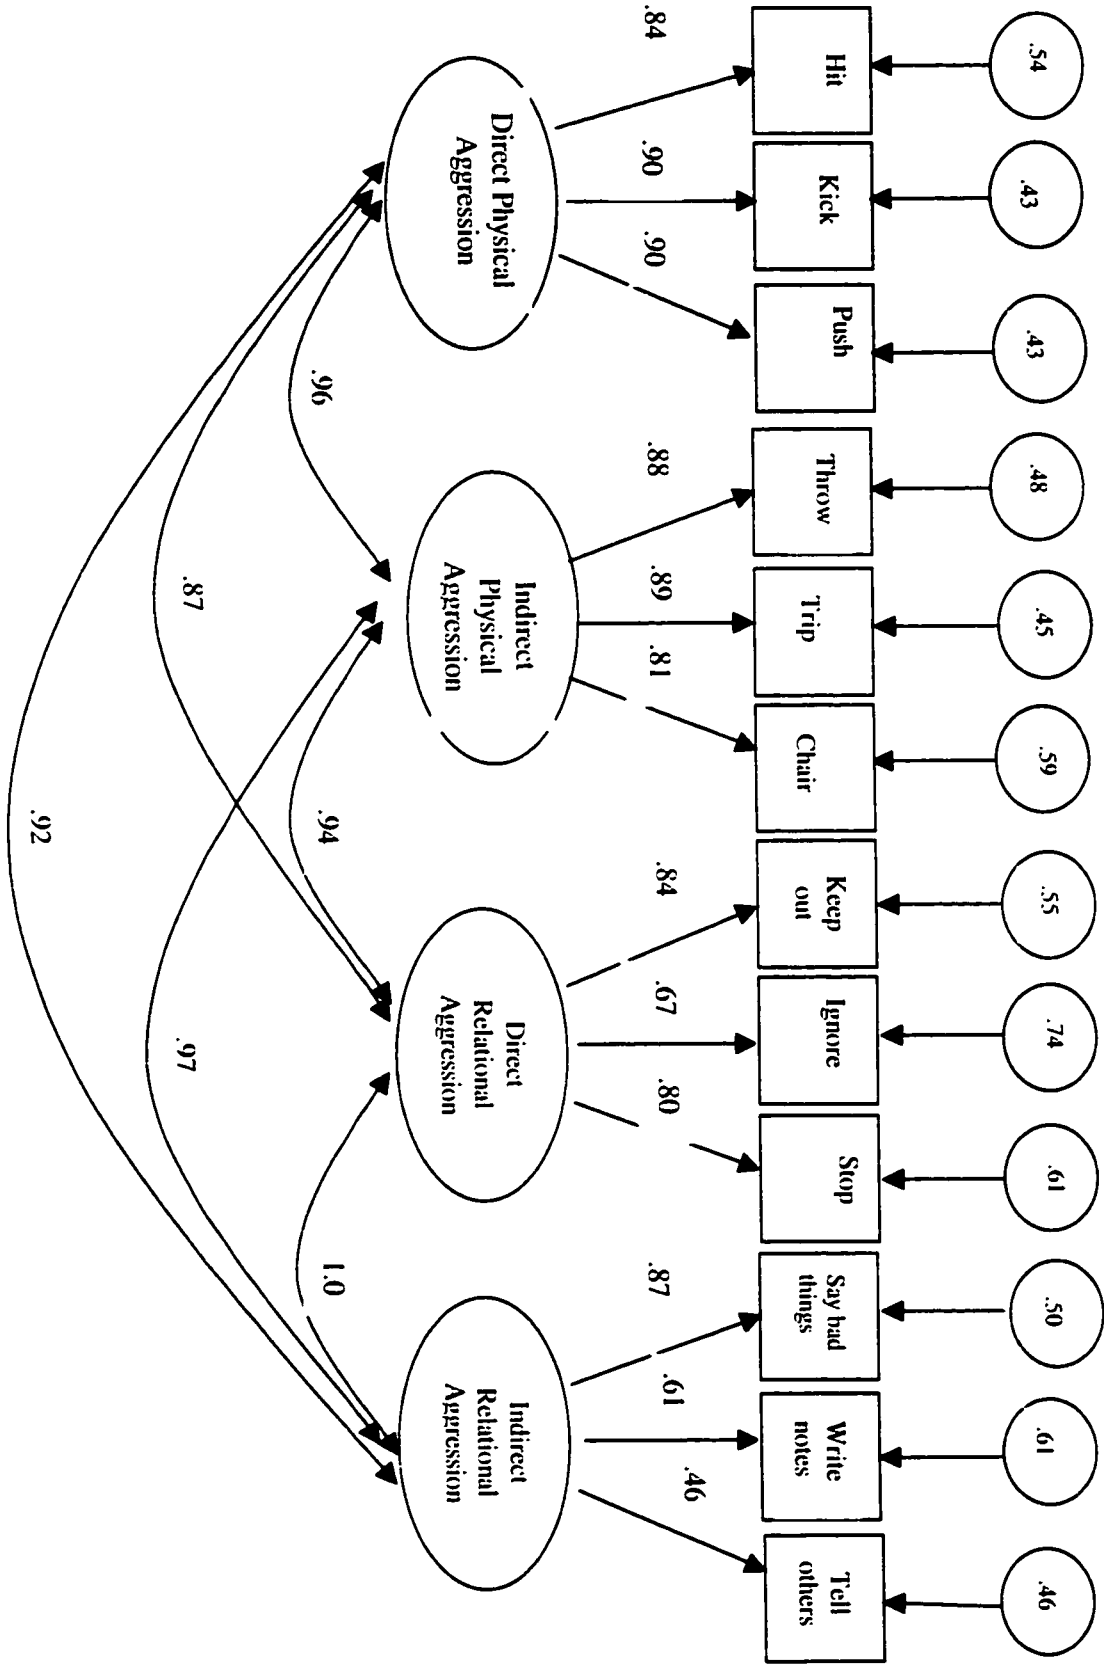 .54
.43
.43
.48
.45
.59
.55
.74
.61
.50
.61
.46
Hit
Kick
Push
Throw
Trip
Chair
Keep
out
Ignore
Stop
Say bad
things
Write
notes
Tell
others
.84
.90
.90
.88
.89
.81
.84
.67
.80
.87
.61
.46
Direct Physical
Aggression
Indirect
Physical
Aggression
Direct
Relational
Aggression
Indirect
Relational
Aggression
.96
.94
1.0
.87
.97
.92